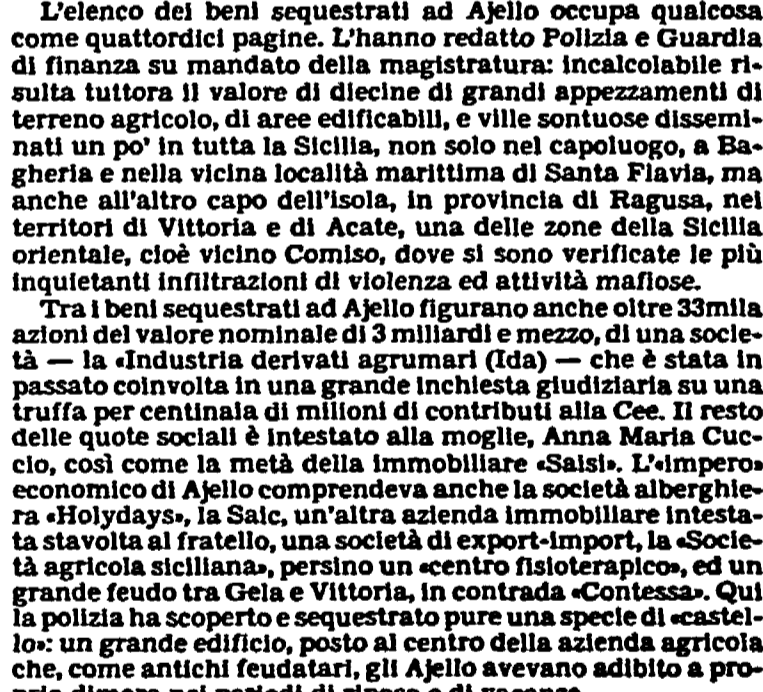 L'elenco dei beni sequestrati ad Ajello occupa qualcosa
come quattordici pagine. L'hanno redatto Polizia e Guardia
di finanza su mandato della magistratura: incalcolabile ri-
sulta tuttora il valore di diecine di grandi appezzamenti di
terreno agricolo, di aree edificabili, e ville sontuose dissemi-
nati un po' in tutta la Sicilia, non solo nel capoluogo, a Ba-
gheria e nella vicina località marittima di Santa Flavia, ma
anche all'altro capo dell'isola, in provincia di Ragusa, nei
territori di Vittoria e di Acate, una delle zone della Sicilia
orientale, cioè vicino Comiso, dove si sono verificate le più
inquietanti infiltrazioni di violenza ed attività mafiose.
Tra i beni sequestrati ad Ajello figurano anche oltre 33mila
azioni del valore nominale di 3 miliardi e mezzo, di una socie-
tà — la «Industria derivati agrumari (Ida) — che è stata in
passato coinvolta in una grande inchiesta giudiziaria su una
truffa per centinaia di milioni di contributi alla Cee. Il resto
delle quote sociali è intestato alla moglie, Anna Maria Cuc-
cio, così come la metà della immobiliare «Salsi». L'«impero»
economico di Ajello comprendeva anche la società alberghie-
ra «Holydays», la Saic, un'altra azienda immobiliare intesta-
ta stavolta al fratello, una società di export-import, la «Socie-
tà agricola siciliana», persino un «centro fisioterapico», ed un
grande feudo tra Gela e Vittoria, in contrada «Contessa». Qui
la polizia ha scoperto e sequestrato pure una specie di «castel-
lo»: un grande edificio, posto al centro della azienda agricola
che, come antichi feudatari, gli Ajello avevano adibito a pro-
pria dimora nei periodi di riposo e di vacanze.